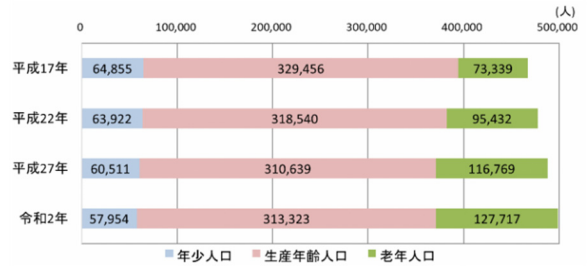 (人)
0 100,000 200,000 300,000 400,000 500,000
平成17年 64,855 329,456 73,339
平成22年 63,922 318,540 95,432
平成27年 60,511 310,639 116,769
令和2年 57,954 313,323 127,717
年少人口 生産年齢人口 老年人口